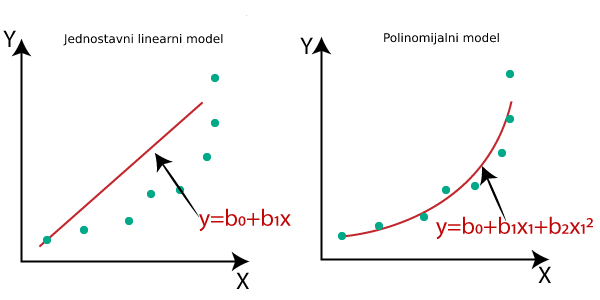 Jednostavni linearni model
Y
y=b₀+b₁x
X
Polinomijalni model
Y
y=b₀+b₁x₁+b₂x₁²
X